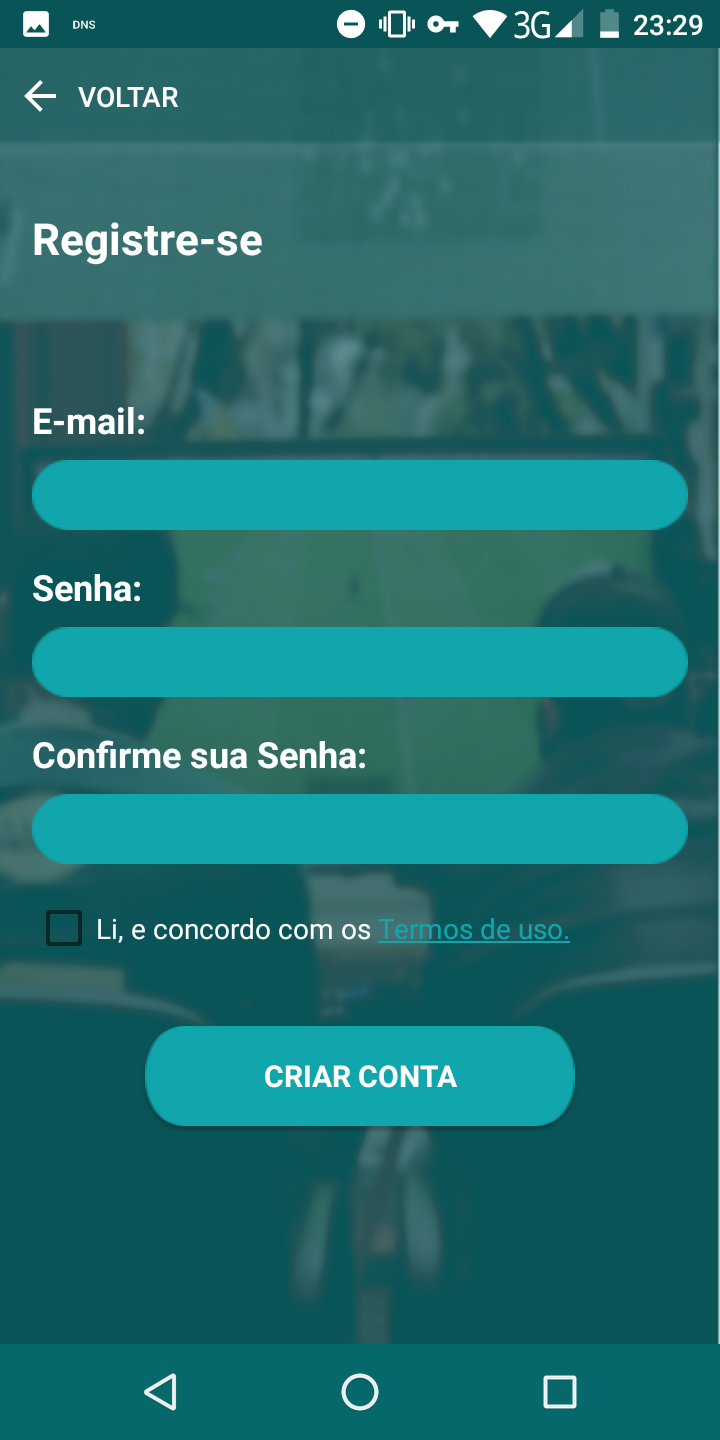 DNS 3G 23:29
VOLTAR
Registre-se
E-mail:
Senha:
Confirme sua Senha:
Li, e concordo com os Termos de uso.
CRIAR CONTA